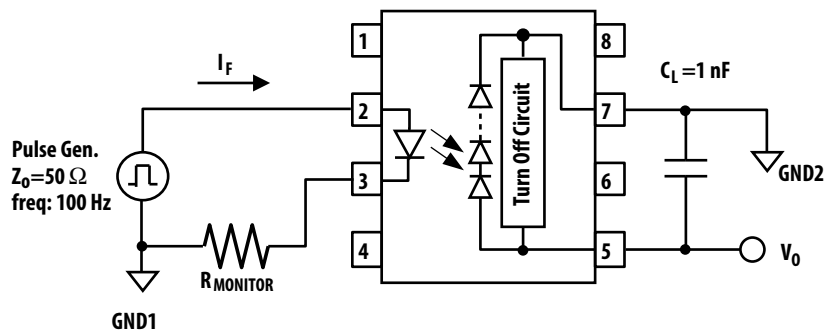 1
8
I_F
C_L =1 nF
2
7
Pulse Gen.
Z_o=50 Ω
freq: 100 Hz
Turn Off Circuit
3
6
GND2
4
5
R_MONITOR
V_O
GND1